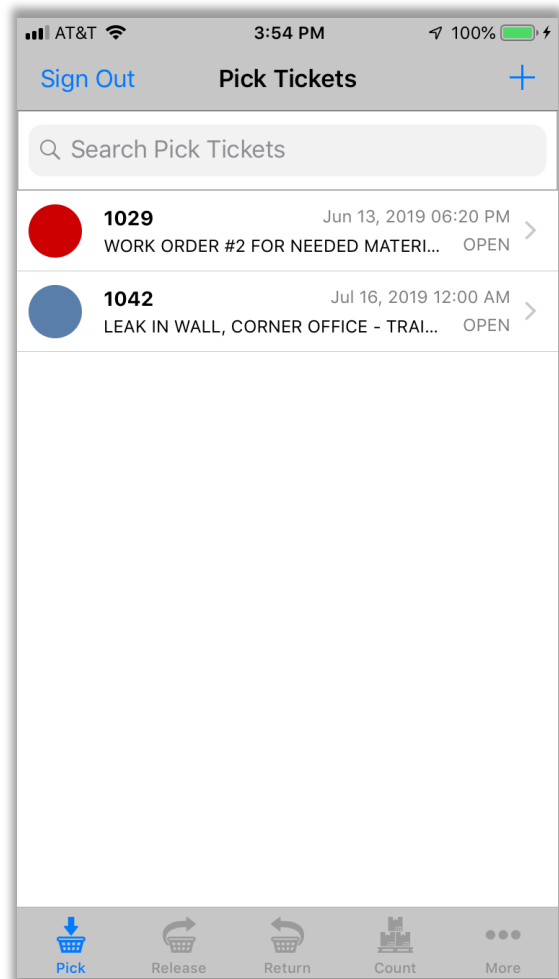 AT&T 3:54 PM 100%
Sign Out Pick Tickets +
Search Pick Tickets
1029 Jun 13, 2019 06:20 PM
WORK ORDER #2 FOR NEEDED MATERI... OPEN
1042 Jul 16, 2019 12:00 AM
LEAK IN WALL, CORNER OFFICE - TRAI... OPEN
Pick Release Return Count More